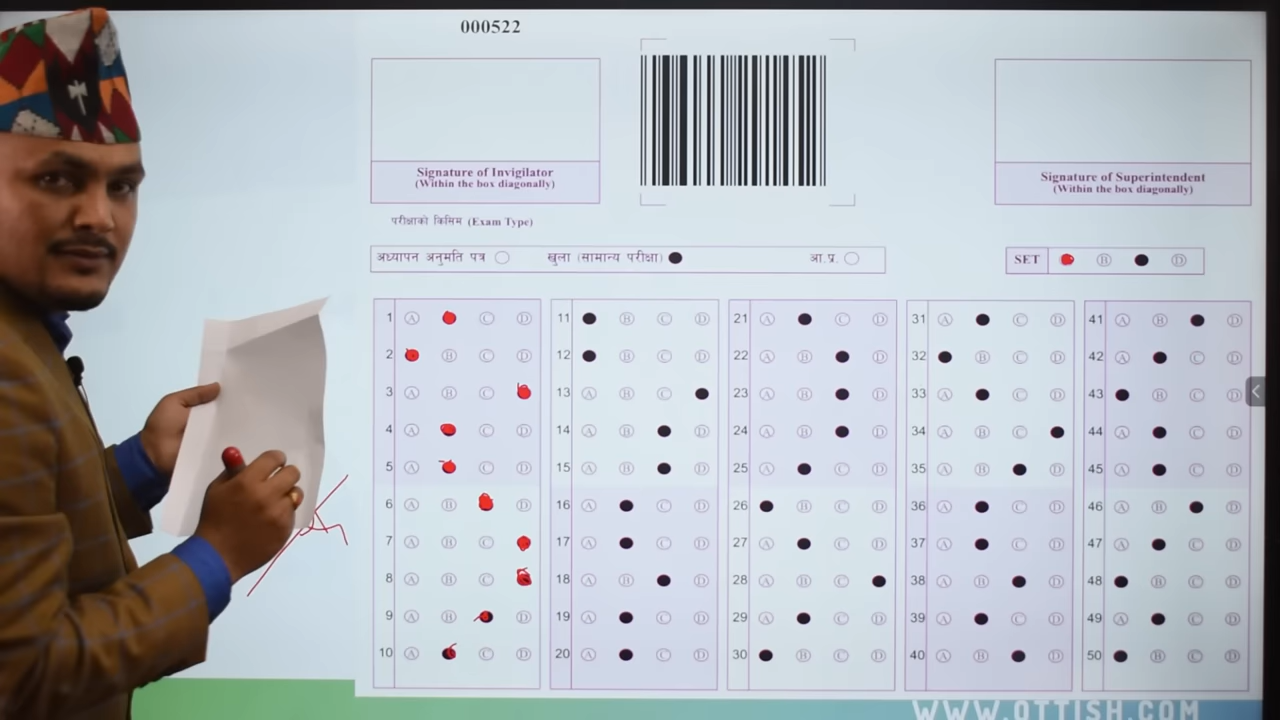 000522
Signature of Invigilator
(Within the box diagonally)
Signature of Superintendent
(Within the box diagonally)
परीक्षाको किसिम (Exam Type)
अध्यापन अनुमति पत्र
खुला (सामान्य परीक्षा)
आ.प्र.
SET B D
1 A C D
2 B C D
3 A B C
4 A C D
5 A C D
6 A B D
7 A B C
8 A B C
9 A B D
10 A C D
11 B C D
12 B C D
13 A B C
14 A B D
15 A B D
16 A C D
17 A C D
18 A B D
19 A C D
20 A C D
21 A C D
22 A B D
23 A B D
24 A B D
25 A C D
26 B C D
27 A C D
28 A B C
29 A C D
30 B C D
31 A C D
32 B C D
33 A C D
34 A B C
35 A B D
36 A C D
37 A C D
38 A B D
39 A C D
40 A B D
41 A B D
42 A C D
43 B C D
44 A C D
45 A C D
46 A B D
47 A C D
48 B C D
49 A C D
50 B C D
WWW.OTTISH.COM